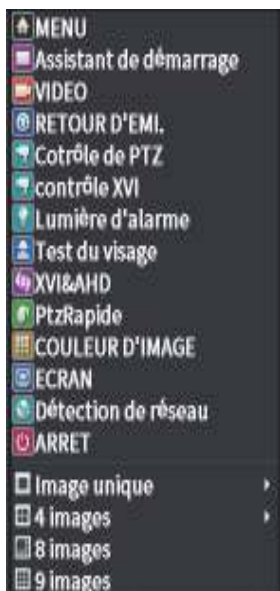 MENU
Assistant de démarrage
VIDEO
RETOUR D'EMI.
Cotrôle de PTZ
contrôle XVI
Lumière d'alarme
Test du visage
XVI&AHD
PtzRapide
COULEUR D'IMAGE
ECRAN
Détection de réseau
ARRET
Image unique
4 images
8 images
9 images